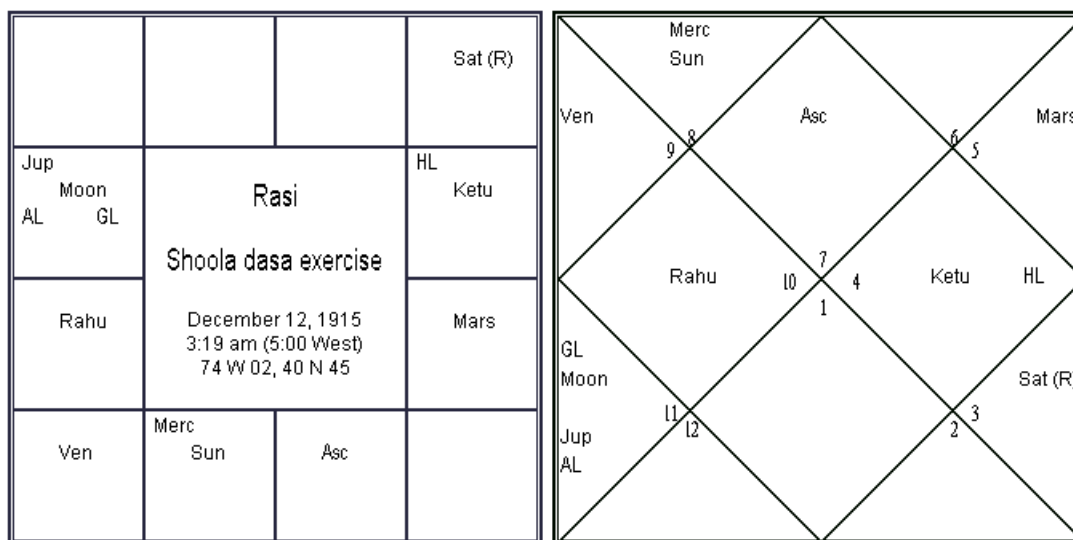 Sat (R)
Jup
Moon
AL GL
HL
Ketu
Rasi
Shoola dasa exercise
December 12, 1915
3:19 am (5:00 West)
74 W 02, 40 N 45
Rahu
Mars
Ven
Merc
Sun
Asc
Merc
Sun
Ven
Asc
Mars
8
9
6
5
Rahu
10
7
4
1
Ketu HL
GL
Moon
Jup
AL
11
12
Sat (R)
3
2